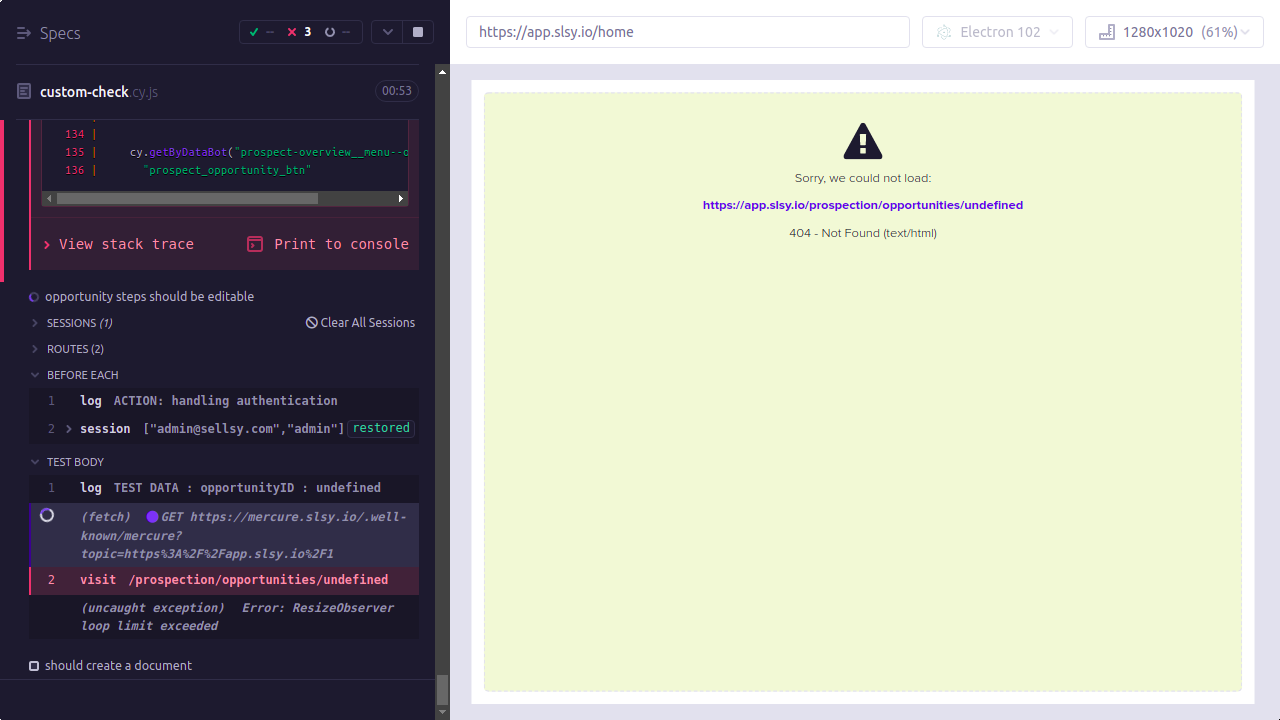 Specs
-- 3 --
https://app.slsy.io/home
Electron 102
1280x1020 (61%)
custom-check.cy.js
00:53
134 |
135 | cy.getByDataBot("prospect-overview__menu--o
136 | "prospect_opportunity_btn"
View stack trace
Print to console
opportunity steps should be editable
SESSIONS (1)
Clear All Sessions
ROUTES (2)
BEFORE EACH
1 log ACTION: handling authentication
2 session ["admin@sellsy.com","admin"] restored
TEST BODY
1 log TEST DATA : opportunityID : undefined
(fetch) GET https://mercure.slsy.io/.well-
known/mercure?
topic=https%3A%2F%2Fapp.slsy.io%2F1
2 visit /prospection/opportunities/undefined
(uncaught exception) Error: ResizeObserver
loop limit exceeded
should create a document
Sorry, we could not load:
https://app.slsy.io/prospection/opportunities/undefined
404 - Not Found (text/html)